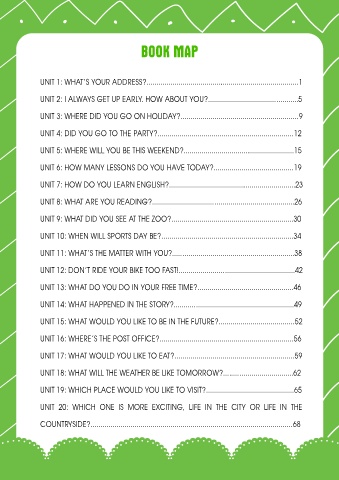 BOOK MAP
UNIT 1: WHAT'S YOUR ADDRESS?..........................................................................1
UNIT 2: I ALWAYS GET UP EARLY. HOW ABOUT YOU?............................................5
UNIT 3: WHERE DID YOU GO ON HOLIDAY?..........................................................9
UNIT 4: DID YOU GO TO THE PARTY?..................................................................12
UNIT 5: WHERE WILL YOU BE THIS WEEKEND?.....................................................15
UNIT 6: HOW MANY LESSONS DO YOU HAVE TODAY?.......................................19
UNIT 7: HOW DO YOU LEARN ENGLISH?.............................................................23
UNIT 8: WHAT ARE YOU READING?.....................................................................26
UNIT 9: WHAT DID YOU SEE AT THE ZOO?...........................................................30
UNIT 10: WHEN WILL SPORTS DAY BE?................................................................34
UNIT 11: WHAT'S THE MATTER WITH YOU?...........................................................38
UNIT 12: DON'T RIDE YOUR BIKE TOO FAST!.........................................................42
UNIT 13: WHAT DO YOU DO IN YOUR FREE TIME?...............................................46
UNIT 14: WHAT HAPPENED IN THE STORY?...........................................................49
UNIT 15: WHAT WOULD YOU LIKE TO BE IN THE FUTURE?.....................................52
UNIT 16: WHERE'S THE POST OFFICE?..................................................................56
UNIT 17: WHAT WOULD YOU LIKE TO EAT?..........................................................59
UNIT 18: WHAT WILL THE WEATHER BE LIKE TOMORROW?..................................62
UNIT 19: WHICH PLACE WOULD YOU LIKE TO VISIT?...........................................65
UNIT 20: WHICH ONE IS MORE EXCITING, LIFE IN THE CITY OR LIFE IN THE
COUNTRYSIDE?...................................................................................................68